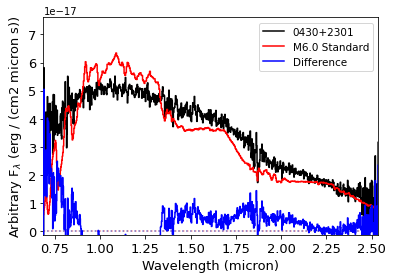 1e−17
7
6
5
4
3
2
1
0
Arbitrary Fλ (erg / (cm2 micron s))
0430+2301
M6.0 Standard
Difference
0.75 1.00 1.25 1.50 1.75 2.00 2.25 2.50
Wavelength (micron)